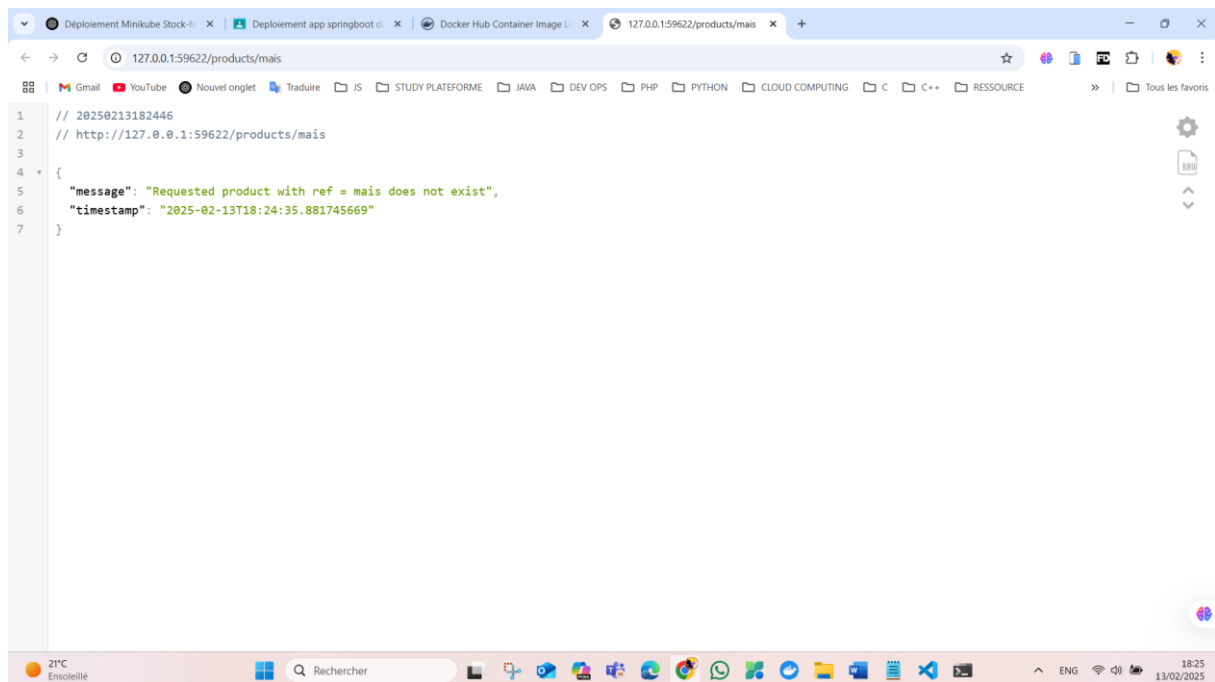 Déploiement Minikube Stock-M
Deploiement app springboot d
Docker Hub Container Image Li
127.0.0.1:59622/products/mais
127.0.0.1:59622/products/mais
Gmail YouTube Nouvel onglet Traduire JS STUDY PLATEFORME JAVA DEV OPS PHP PYTHON CLOUD COMPUTING C C++ RESSOURCE » Tous les favoris
1 // 20250213182446
2 // http://127.0.0.1:59622/products/mais
3
4 {
5 "message": "Requested product with ref = mais does not exist",
6 "timestamp": "2025-02-13T18:24:35.881745669"
7 }
RAW
21°C
Ensoleillé
Rechercher
ENG
18:25
13/02/2025